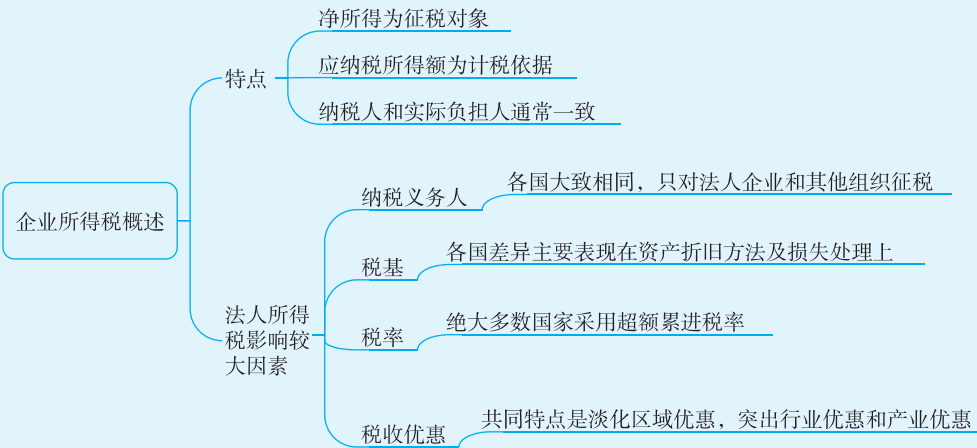 企业所得税概述
特点
净所得为征税对象
应纳税所得额为计税依据
纳税人和实际负担人通常一致
法人所得
税影响较
大因素
纳税义务人
各国大致相同，只对法人企业和其他组织征税
税基
各国差异主要表现在资产折旧方法及损失处理上
税率
绝大多数国家采用超额累进税率
税收优惠
共同特点是淡化区域优惠，突出行业优惠和产业优惠